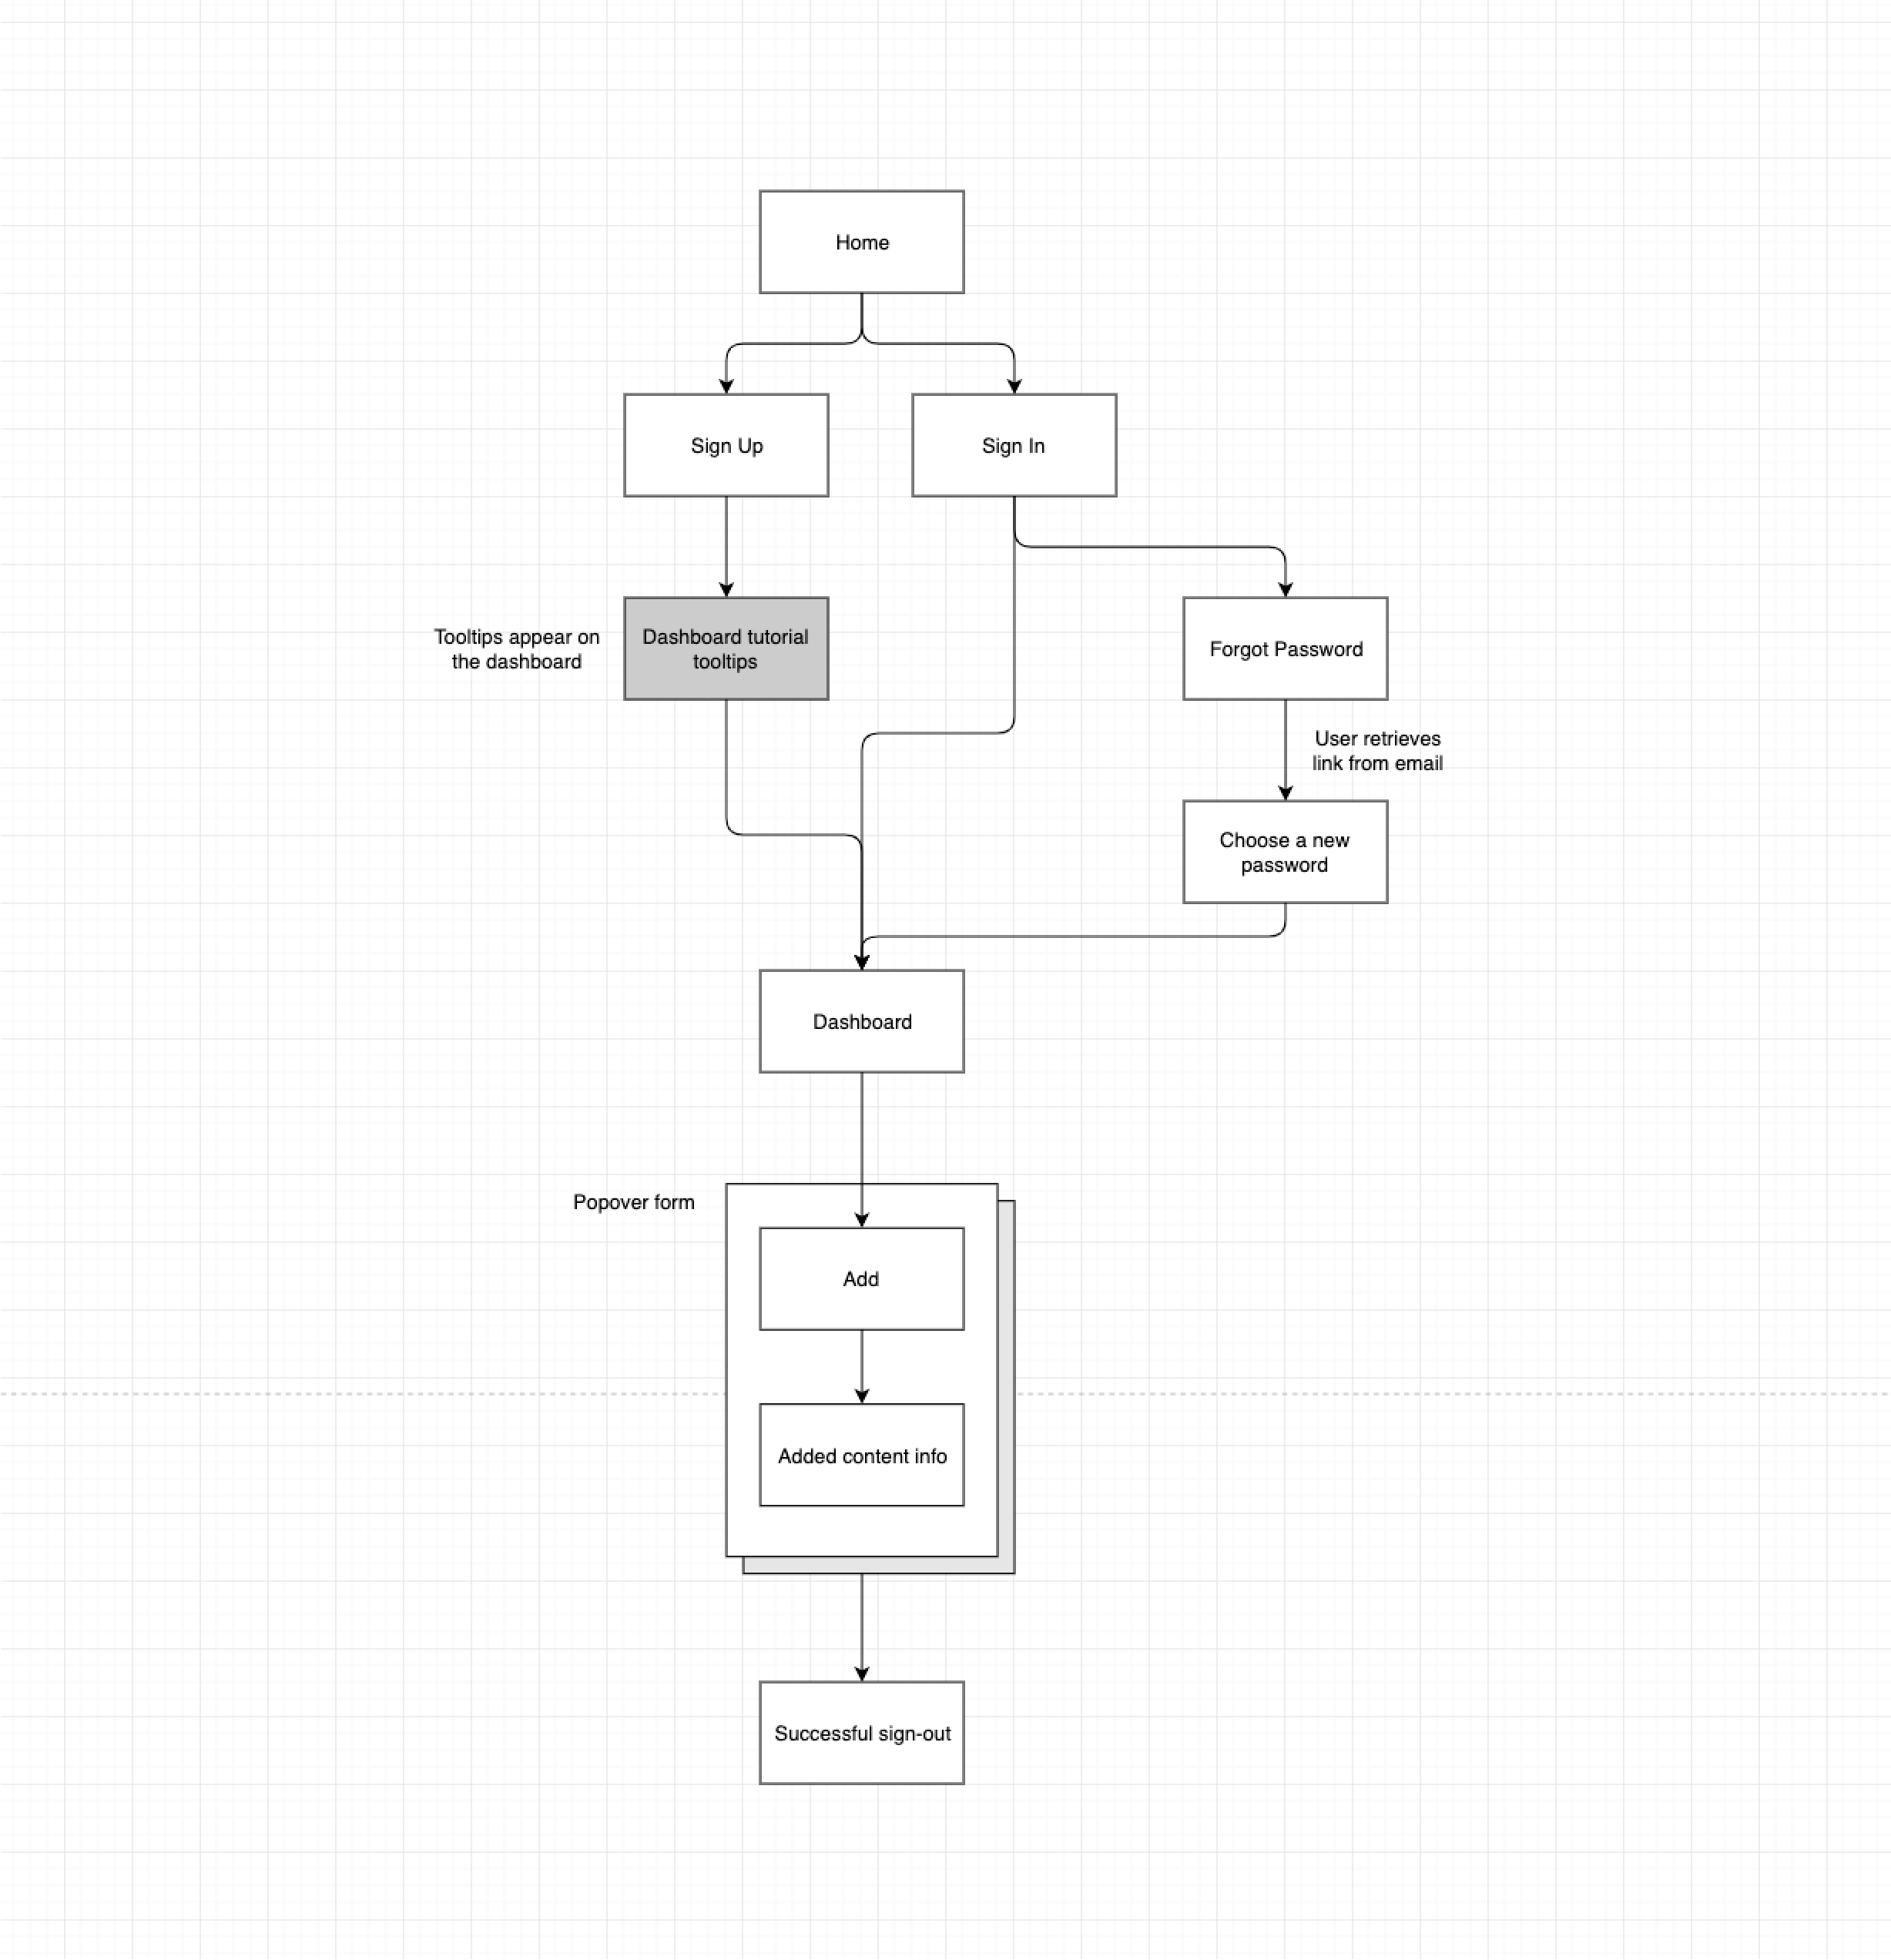 Home
Sign Up
Sign In
Tooltips appear on
the dashboard
Dashboard tutorial
tooltips
Forgot Password
User retrieves
link from email
Choose a new
password
Dashboard
Popover form
Add
Added content info
Successful sign-out